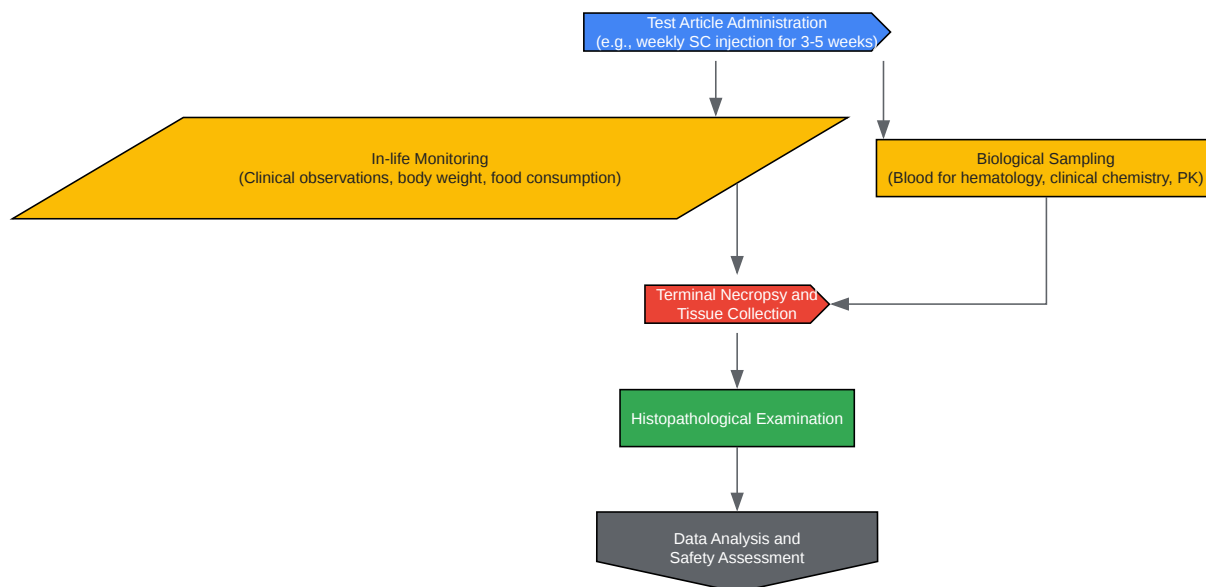 Test Article Administration
(e.g., weekly SC injection for 3-5 weeks)
In-life Monitoring
(Clinical observations, body weight, food consumption)
Biological Sampling
(Blood for hematology, clinical chemistry, PK)
Terminal Necropsy and
Tissue Collection
Histopathological Examination
Data Analysis and
Safety Assessment